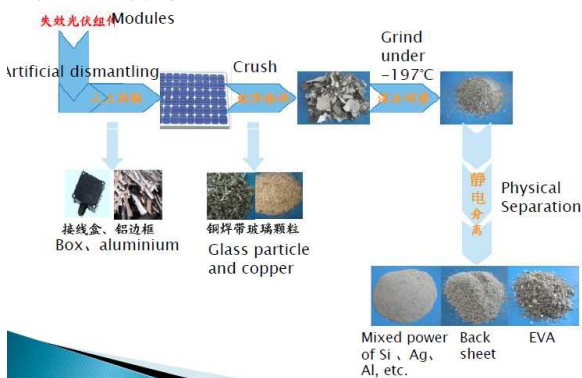 失效光伏组件
Modules
Artificial dismantling
Crush
Grind
under
-197℃
接线盒、铝边框
Box、aluminium
铜焊带玻璃颗粒
Glass particle
and copper
静
电
分
离
Physical
Separation
Mixed power
of Si 、Ag、
Al, etc.
Back
sheet
EVA